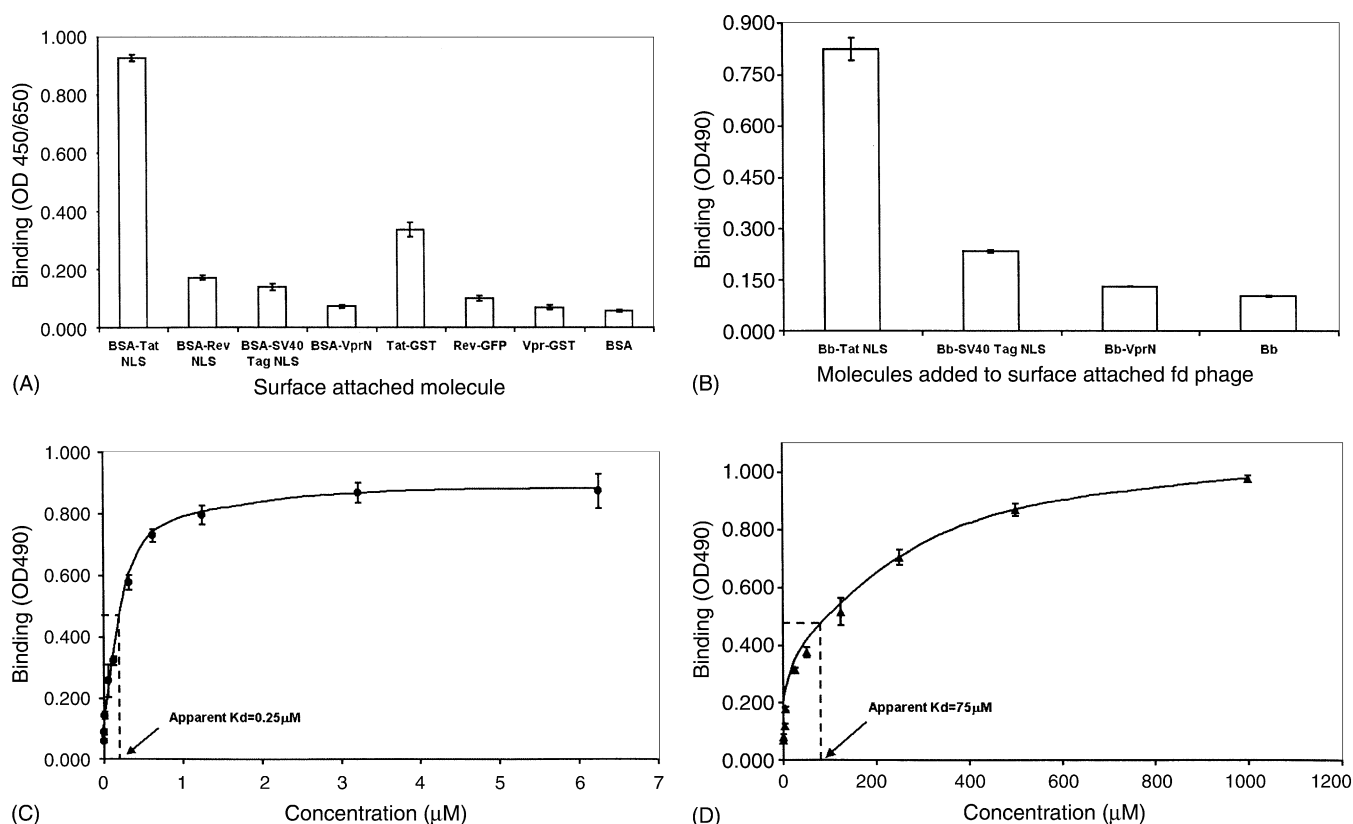 1.000
0.800
0.600
0.400
0.200
0.000
Binding (OD 450/650)
BSA-Tat NLS
BSA-Rev NLS
BSA-SV40 Tag NLS
BSA-VprN
Tat-GST
Rev-GFP
Vpr-GST
BSA
(A)
Surface attached molecule
0.900
0.750
0.600
0.450
0.300
0.150
0.000
Binding (OD490)
Bb-Tat NLS
Bb-SV40 Tag NLS
Bb-VprN
Bb
(B)
Molecules added to surface attached fd phage
1.000
0.800
0.600
0.400
0.200
0.000
Binding (OD490)
Apparent Kd=0.25μM
0 1 2 3 4 5 6 7
(C)
Concentration (μM)
1.000
0.800
0.600
0.400
0.200
0.000
Binding (OD490)
Apparent Kd=75μM
0 200 400 600 800 1000 1200
(D)
Concentration (μM)